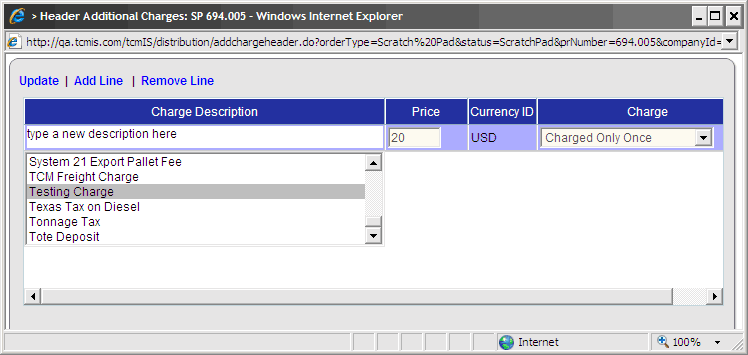 > Header Additional Charges: SP 694.005 - Windows Internet Explorer
http://qa.tcmis.com/tcmIS/distribution/addchargeheader.do?orderType=Scratch%20Pad&status=ScratchPad&prNumber=694.005&companyId=
Update | Add Line | Remove Line
Charge Description Price Currency ID Charge
type a new description here 20 USD Charged Only Once
System 21 Export Pallet Fee
TCM Freight Charge
Testing Charge
Texas Tax on Diesel
Tonnage Tax
Tote Deposit
Internet 100%